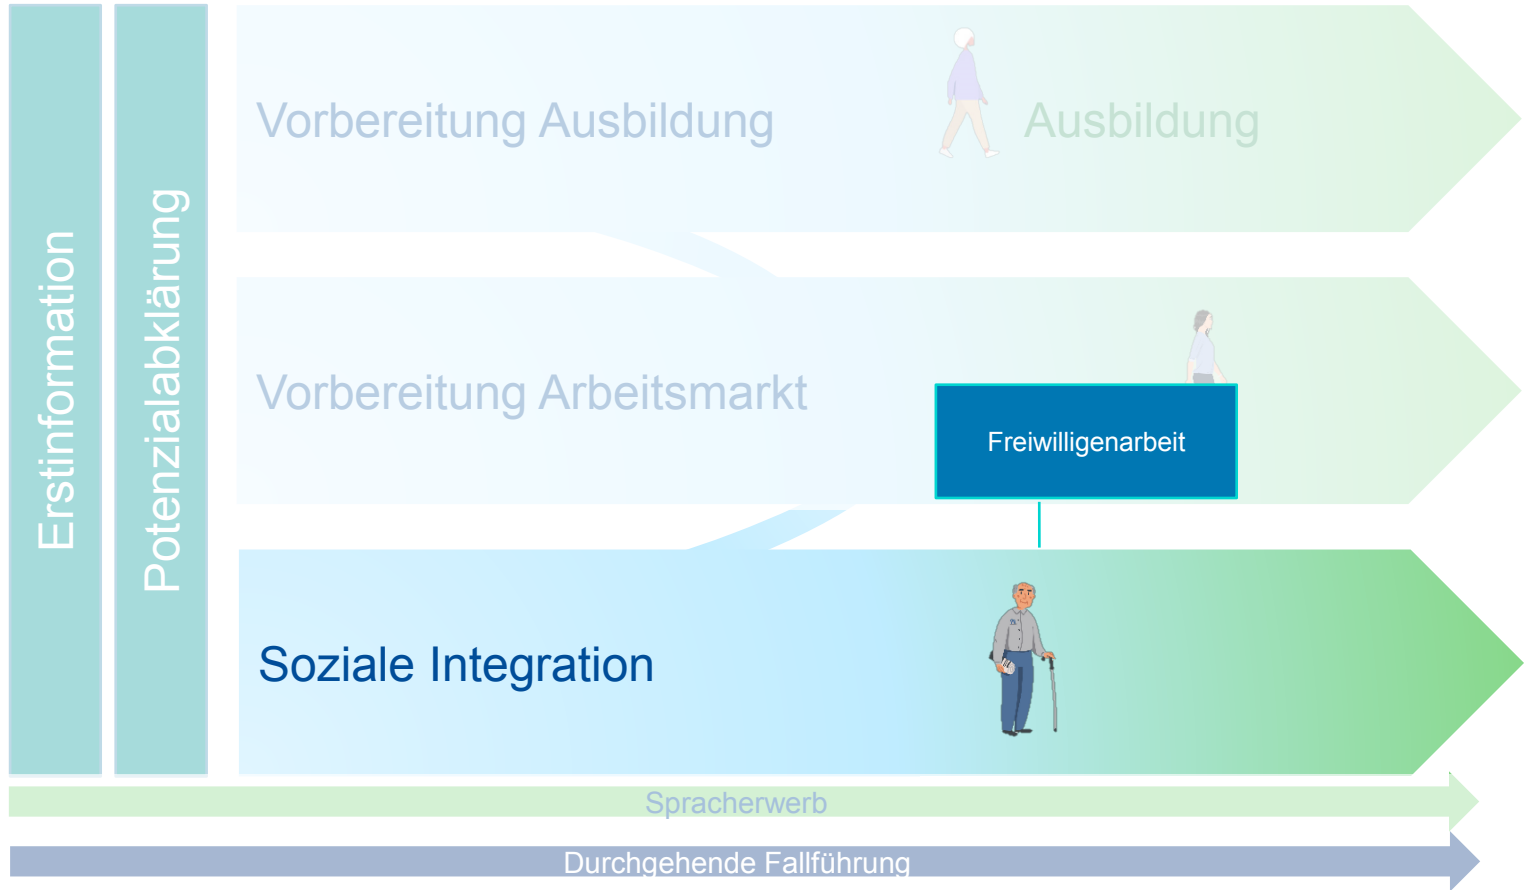 Erstinformation
Potenzialabklärung
Vorbereitung Ausbildung
Ausbildung
Vorbereitung Arbeitsmarkt
Freiwilligenarbeit
Soziale Integration
Spracherwerb
Durchgehende Fallführung